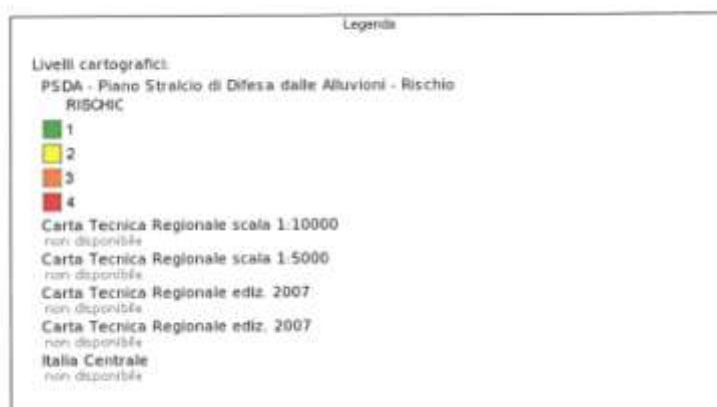 Legenda
Livelli cartografici:
PSDA - Piano Stralcio di Difesa dalle Alluvioni - Rischio
RISCHIC
1
2
3
4
Carta Tecnica Regionale scala 1:10000
non disponibile
Carta Tecnica Regionale scala 1:5000
non disponibile
Carta Tecnica Regionale ediz. 2007
non disponibile
Carta Tecnica Regionale ediz. 2007
non disponibile
Italia Centrale
non disponibile